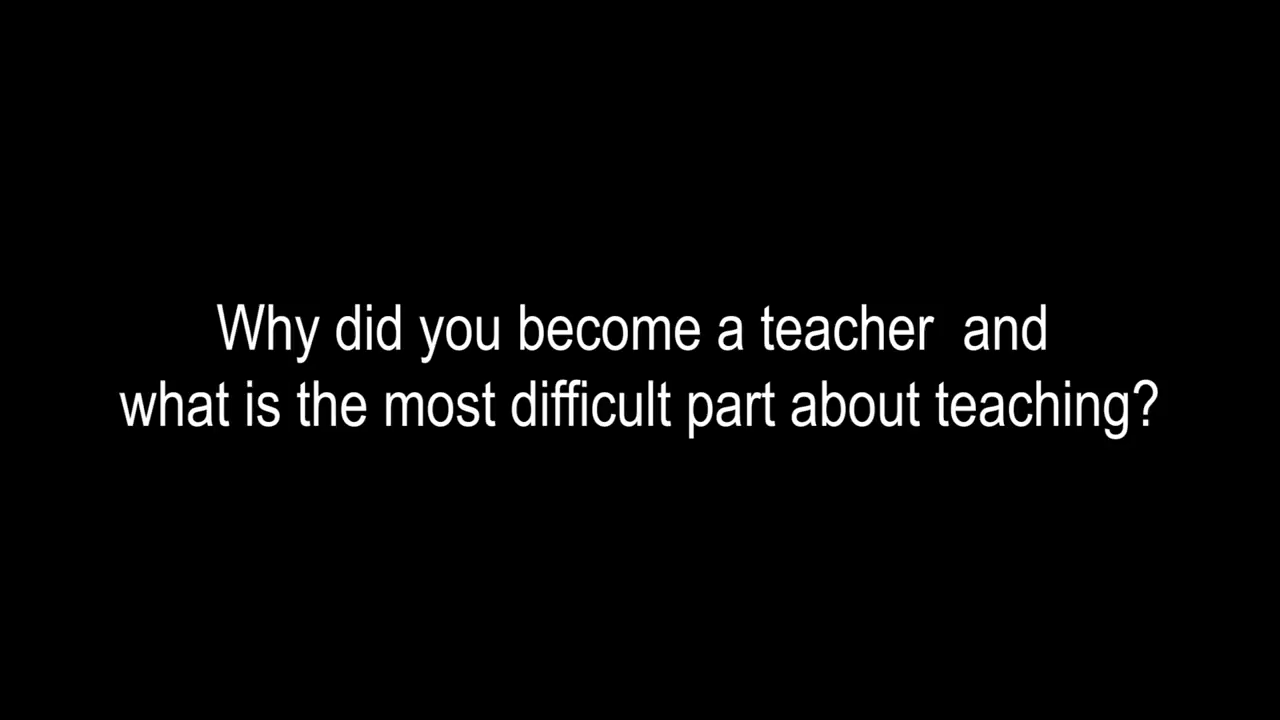 Why did you become a teacher  and
what is the most difficult part about teaching?